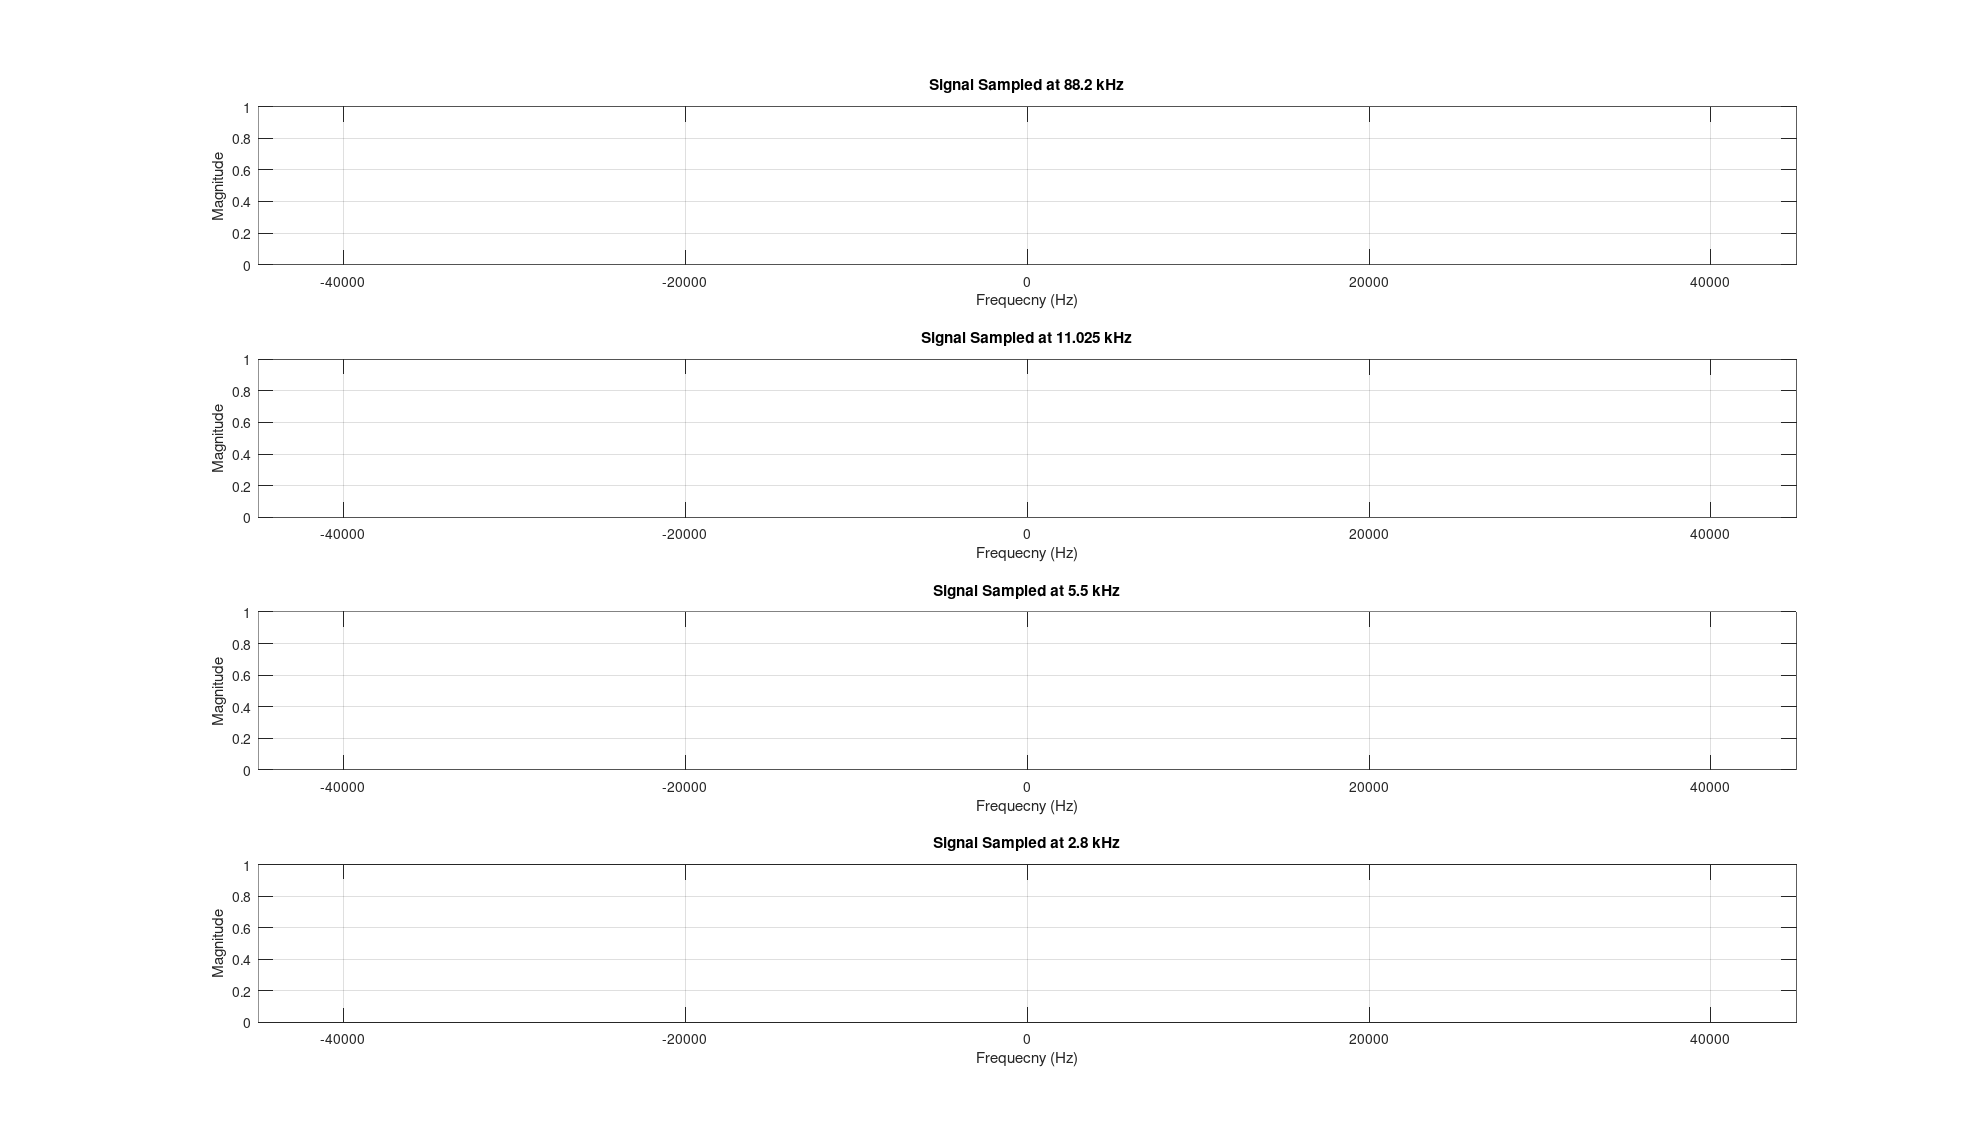 Signal Sampled at 88.2 kHz
1
0.8
0.6
0.4
0.2
0
Magnitude
-40000 -20000 0 20000 40000
Frequecny (Hz)
Signal Sampled at 11.025 kHz
1
0.8
0.6
0.4
0.2
0
Magnitude
-40000 -20000 0 20000 40000
Frequecny (Hz)
Signal Sampled at 5.5 kHz
1
0.8
0.6
0.4
0.2
0
Magnitude
-40000 -20000 0 20000 40000
Frequecny (Hz)
Signal Sampled at 2.8 kHz
1
0.8
0.6
0.4
0.2
0
Magnitude
-40000 -20000 0 20000 40000
Frequecny (Hz)